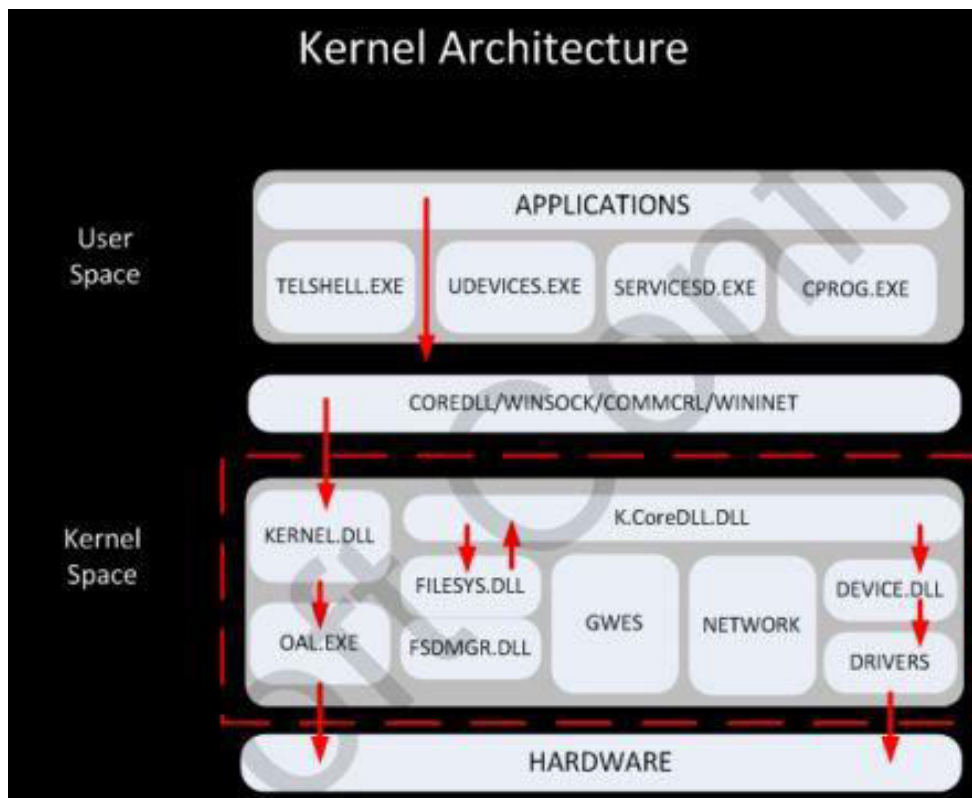 Kernel Architecture
User
Space
APPLICATIONS
TELSHELL.EXE
UDEVICES.EXE
SERVICESD.EXE
CPROG.EXE
COREDLL/WINSOCK/COMMCRL/WININET
Kernel
Space
KERNEL.DLL
K.CoreDLL.DLL
FILESYS.DLL
DEVICE.DLL
GWES
NETWORK
OAL.EXE
FSDMGR.DLL
DRIVERS
HARDWARE